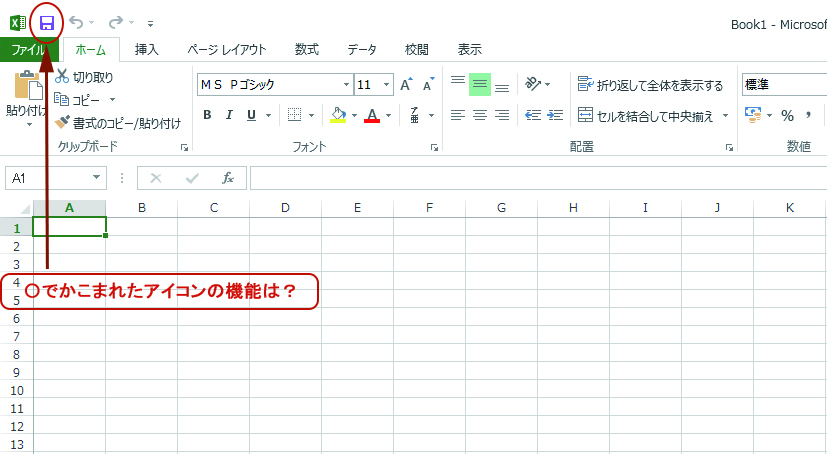 Book1 - Microsof
ファイル ホーム 挿入 ページ レイアウト 数式 データ 校閲 表示
切り取り
コピー
書式のコピー/貼り付け
貼り付け
クリップボード
ＭＳ Ｐゴシック 11
B I U A ア亜
フォント
折り返して全体を表示する
セルを結合して中央揃え
配置
標準
% ,
数値
A1 fx
A B C D E F G H I J K
1
2
3
4
5
6
7
8
9
10
11
12
13
〇でかこまれたアイコンの機能は？